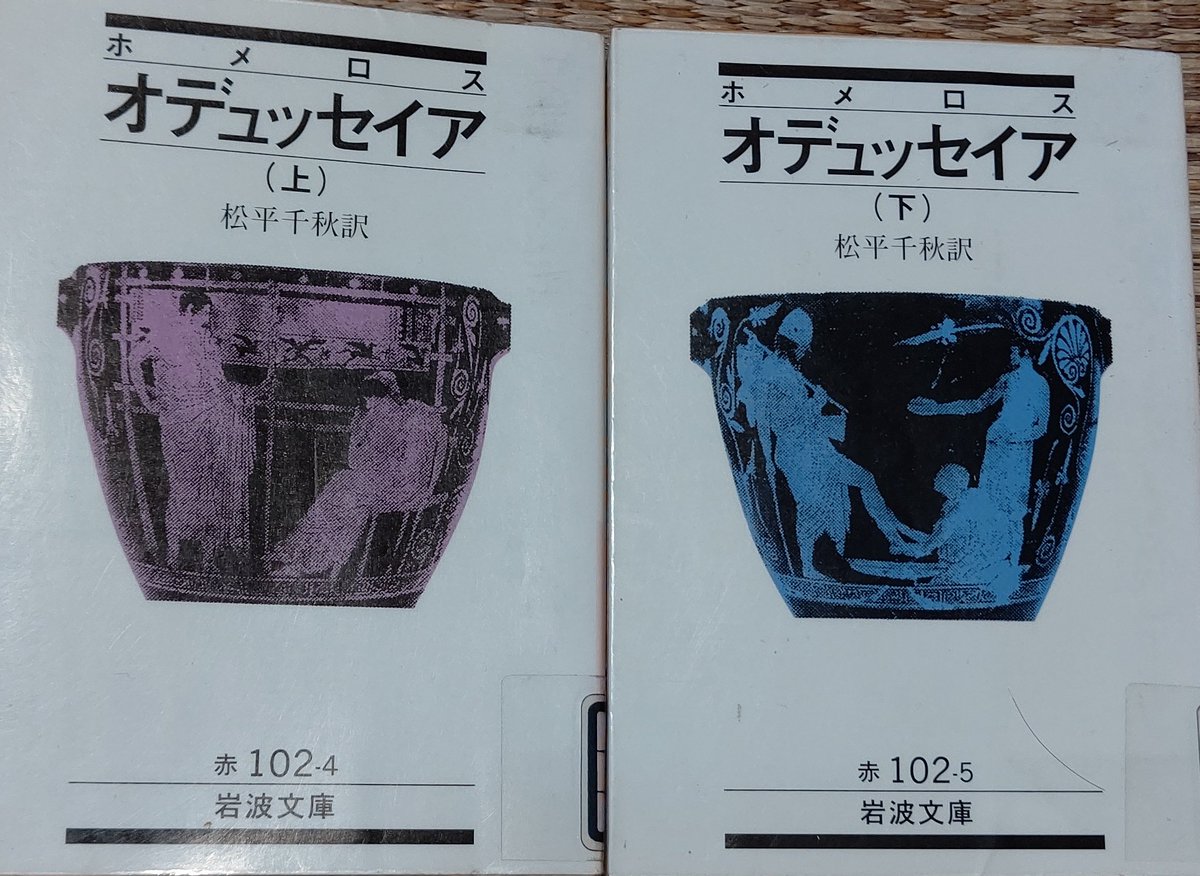 ホメロス
オデュッセイア
(上)
松平千秋訳
赤 102-4
岩波文庫
ホメロス
オデュッセイア
(下)
松平千秋訳
赤 102-5
岩波文庫